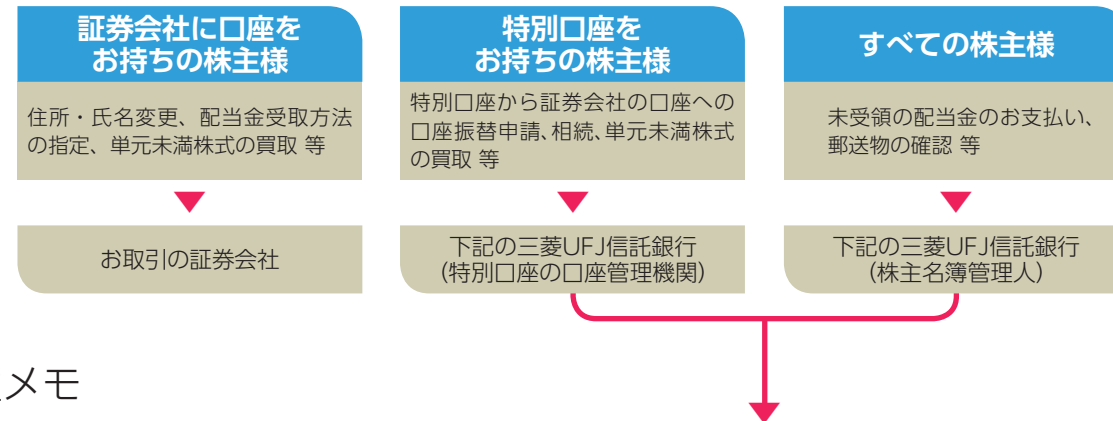 証券会社に口座を
お持ちの株主様
住所・氏名変更、配当金受取方法
の指定、単元未満株式の買取 等
お取引の証券会社
特別口座を
お持ちの株主様
特別口座から証券会社の口座への
口座振替申請、相続、単元未満株式
の買取 等
下記の三菱UFJ信託銀行
(特別口座の口座管理機関)
すべての株主様
未受領の配当金のお支払い、
郵送物の確認 等
下記の三菱UFJ信託銀行
(株主名簿管理人)
メモ